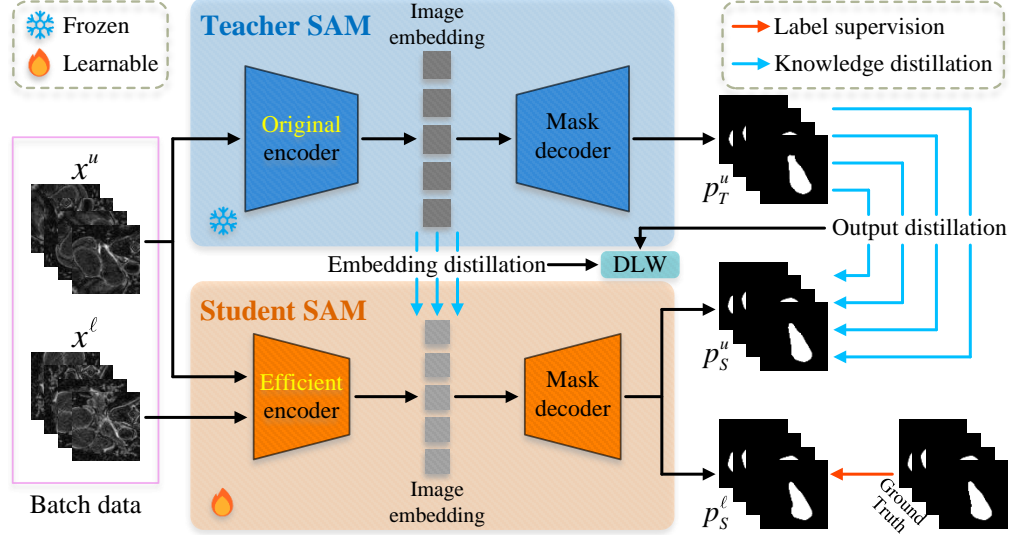 Frozen
Learnable
Teacher SAM
Image
embedding
Original
encoder
Mask
decoder
Label supervision
Knowledge distillation
x^u
p_T^u
Output distillation
Embedding distillation
DLW
Student SAM
x^ℓ
Efficient
encoder
Mask
decoder
p_S^u
Batch data
Image
embedding
p_S^ℓ
Ground
Truth